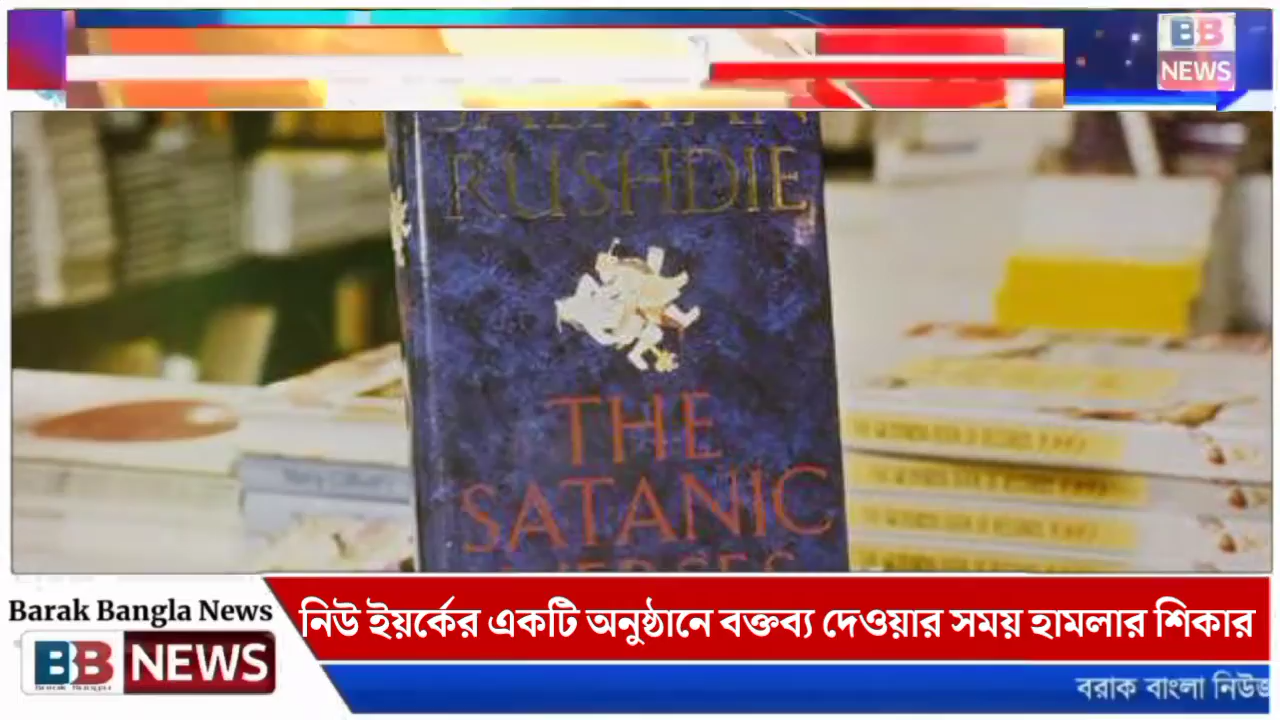 BB
NEWS
RUSHDIE
THE
SATANIC
VERSES
Barak Bangla News
BB NEWS
নিউ ইয়র্কের একটি অনুষ্ঠানে বক্তব্য দেওয়ার সময় হামলার শিকার
বরাক বাংলা নিউজ